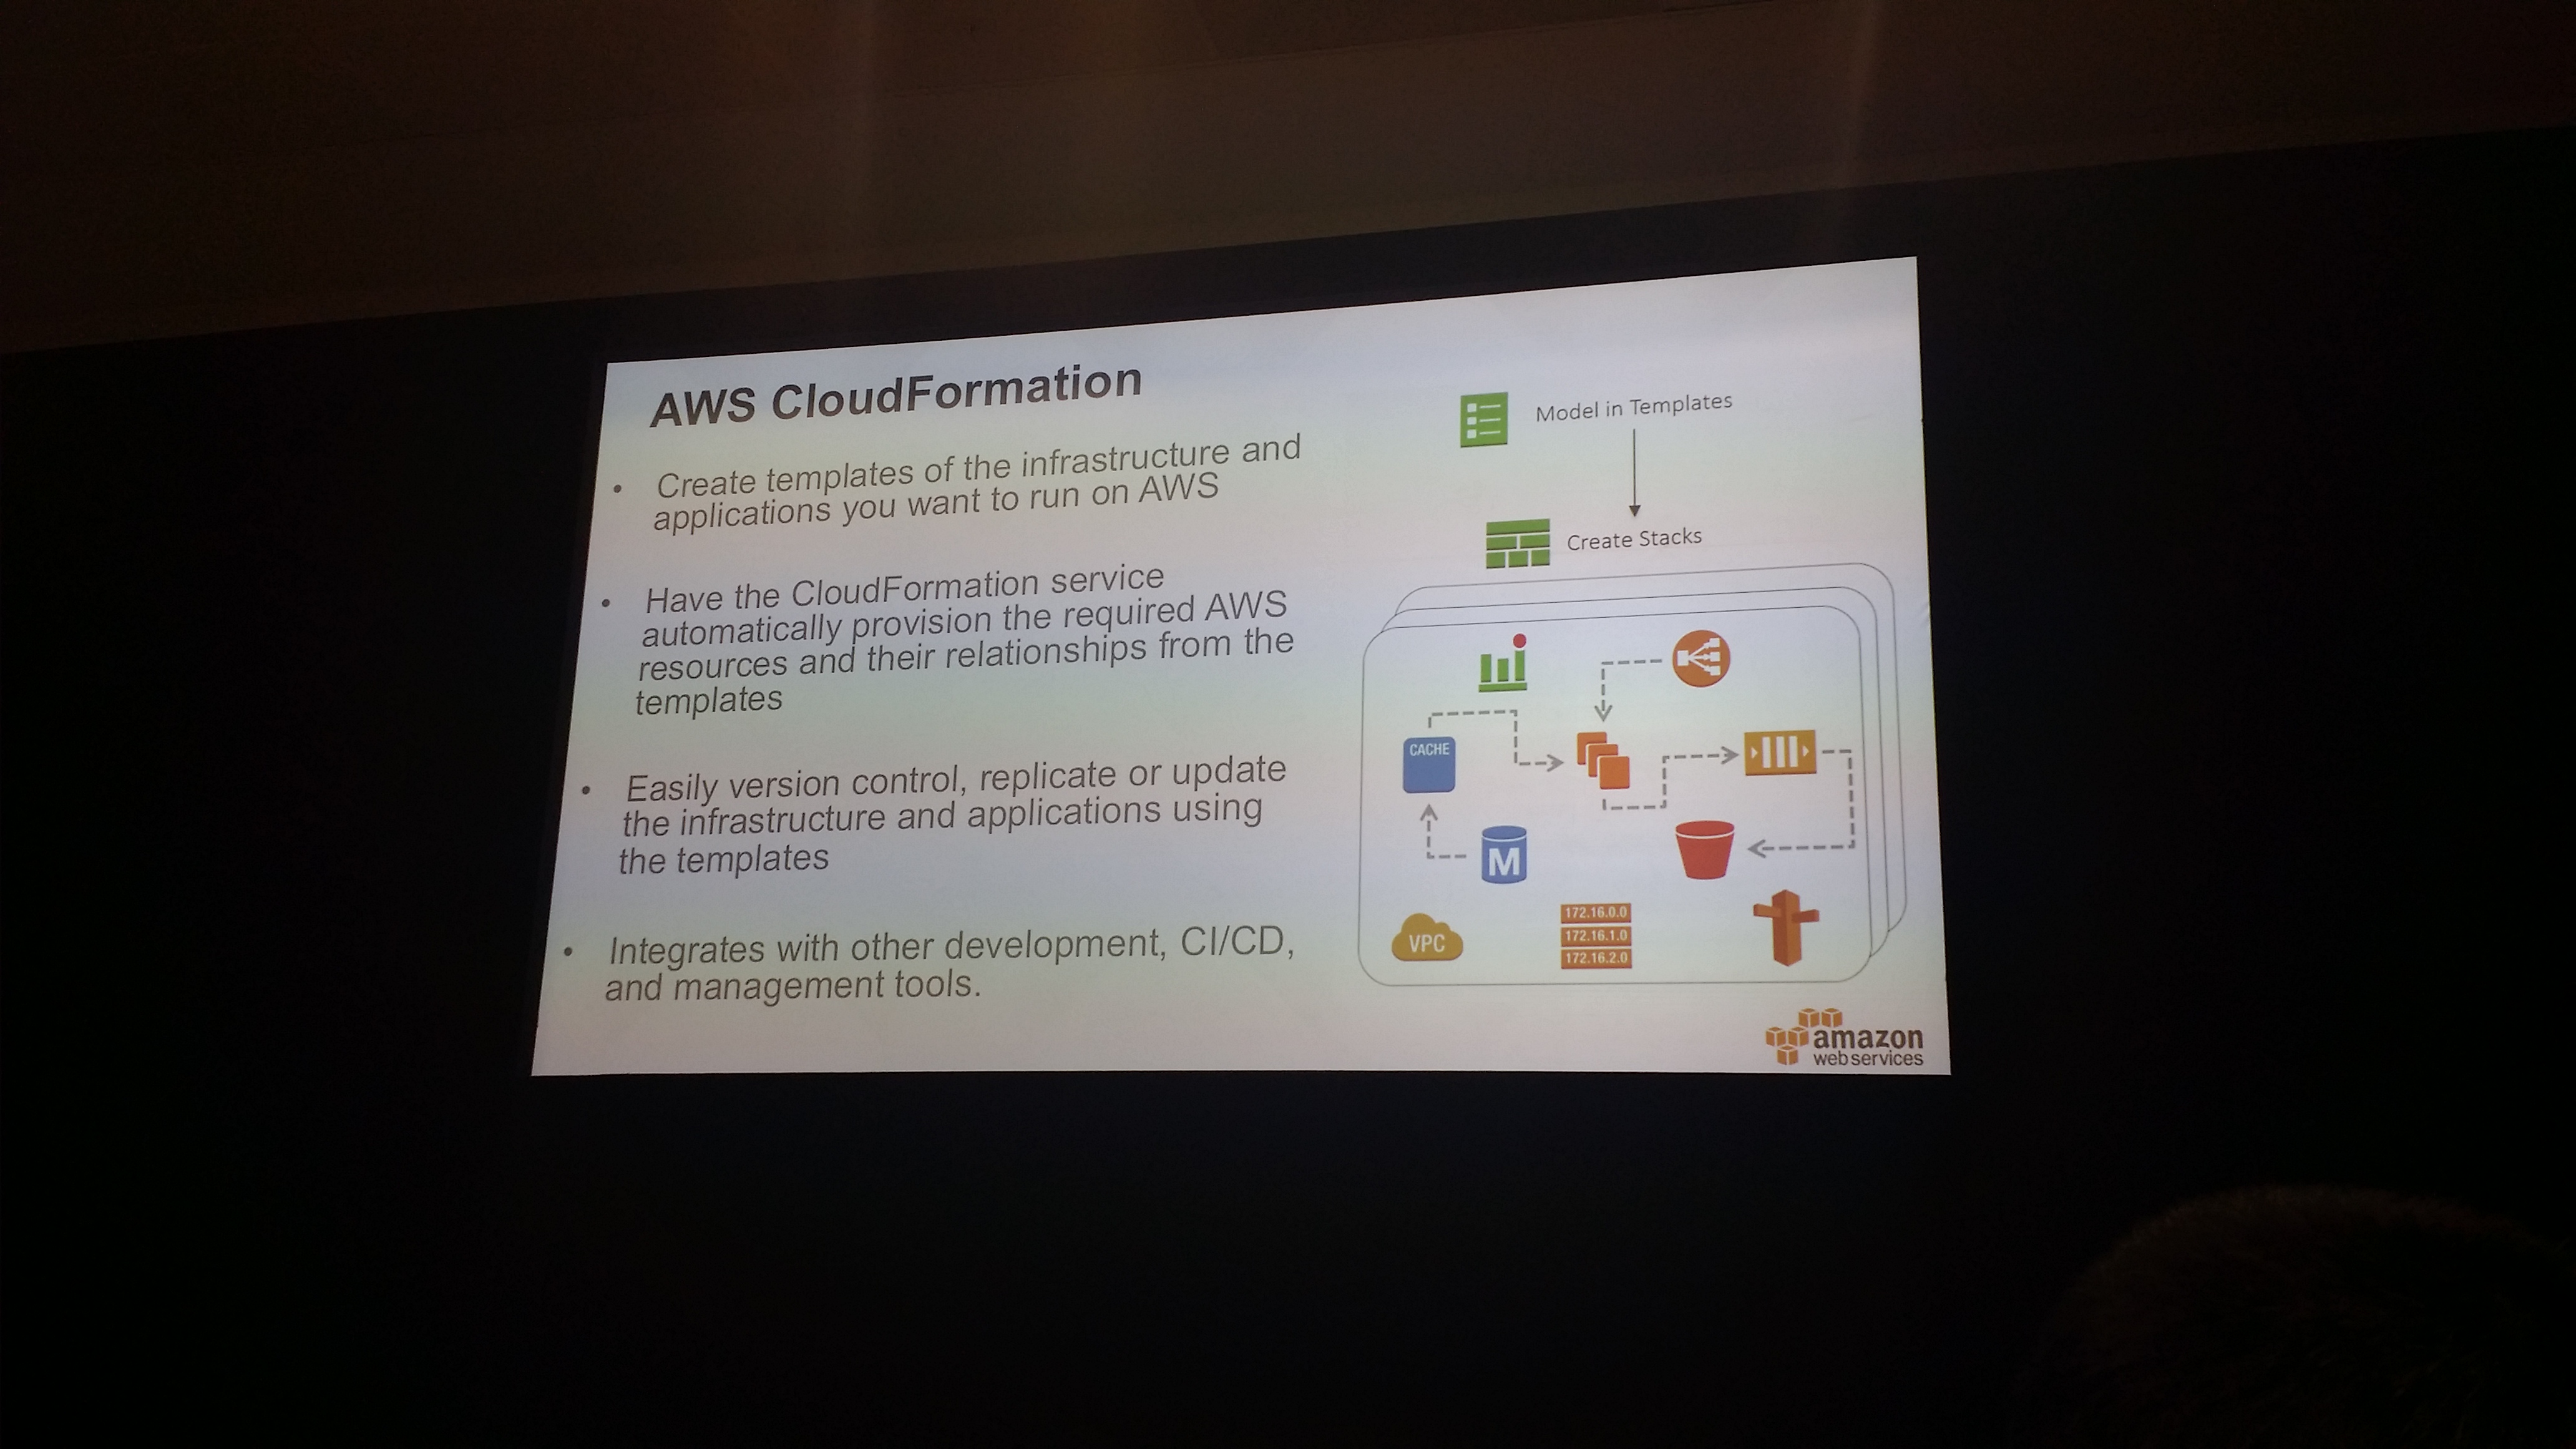 AWS CloudFormation
• Create templates of the infrastructure and
applications you want to run on AWS
• Have the CloudFormation service
automatically provision the required AWS
resources and their relationships from the
templates
• Easily version control, replicate or update
the infrastructure and applications using
the templates
• Integrates with other development, CI/CD,
and management tools.
Model in Templates
Create Stacks
CACHE
M
VPC
172.16.0.0
172.16.1.0
172.16.2.0
amazon
webservices